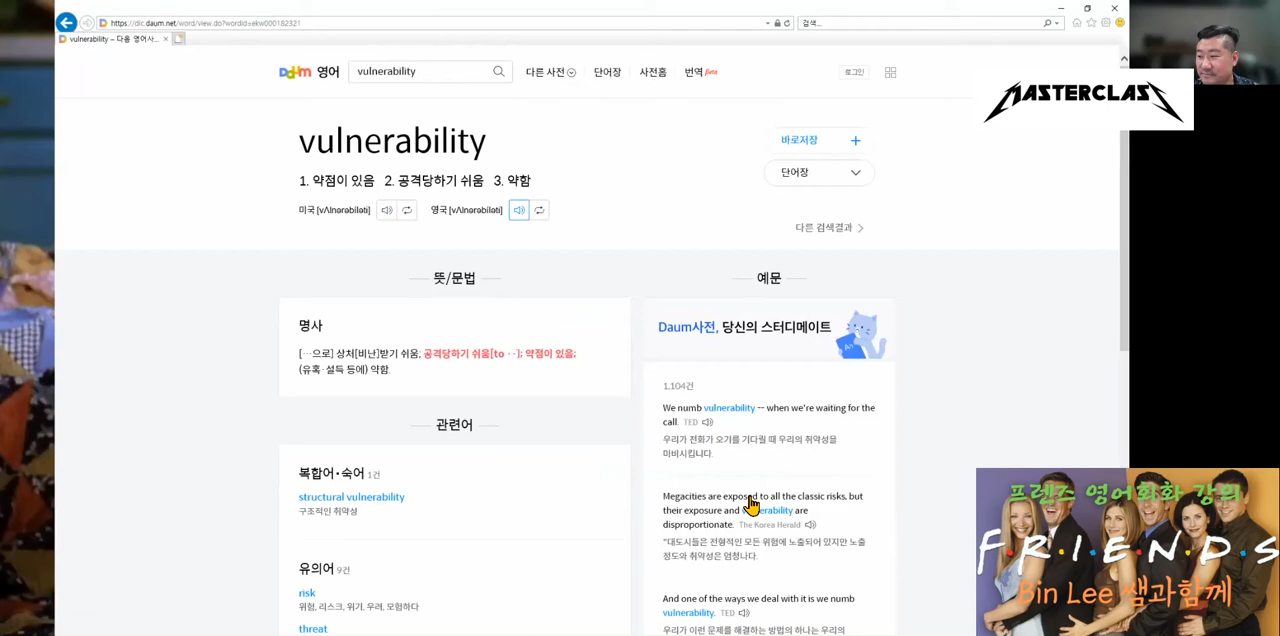 https://dic.daum.net/word/view.do?wordid=ekw000182321
검색...
vulnerability – 다음 영어사...
Daum 영어
vulnerability
다른 사전
단어장
사전홈
번역 Beta
로그인
MASTERCLASS
vulnerability
바로저장
1. 약점이 있음 2. 공격당하기 쉬움 3. 약함
단어장
미국 [vʌlnərəbíləti]
영국 [vʌlnərəbíləti]
다른 검색결과
뜻/문법
명사
[…으로] 상처[비난]받기 쉬움; 공격당하기 쉬움[to ‥]; 약점이 있음;
(유혹·설득 등에) 약함.
관련어
복합어·숙어 1건
structural vulnerability
구조적인 취약성
유의어 9건
risk
위험, 리스크, 위기, 우려, 모험하다
threat
예문
Daum사전, 당신의 스터디메이트
1,104건
We numb vulnerability -- when we're waiting for the
call. TED
우리가 전화가 오기를 기다릴 때 우리의 취약성을
마비시킵니다.
Megacities are exposed to all the classic risks, but
their exposure and vulnerability are
disproportionate. The Korea Herald
"대도시들은 전형적인 모든 위험에 노출되어 있지만 노출
정도와 취약성은 엄청나다.
And one of the ways we deal with it is we numb
vulnerability. TED
우리가 이런 문제를 해결하는 방법의 하나는 우리의
프렌즈 영어회화 강의
F·R·I·E·N·D·S
Bin Lee 쌤과함께